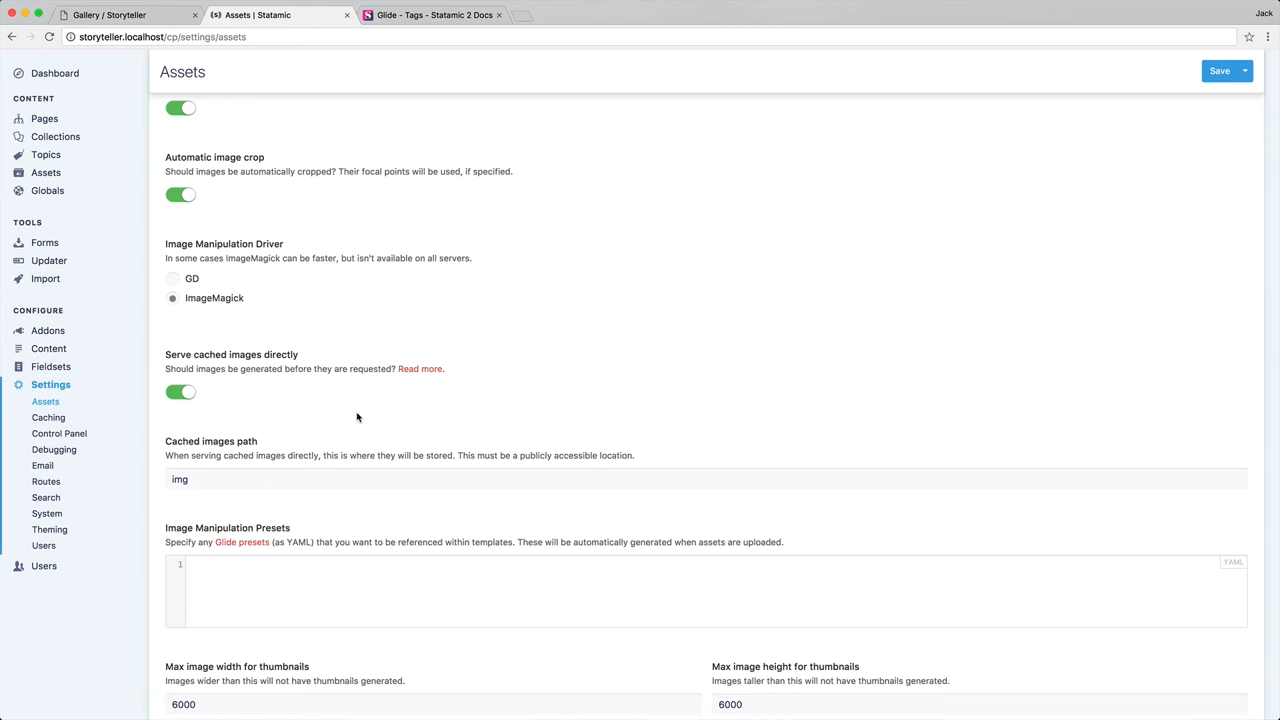 Gallery / Storyteller
Assets | Statamic
Glide - Tags - Statamic 2 Docs
Jack
storyteller.localhost/cp/settings/assets
Dashboard
CONTENT
Pages
Collections
Topics
Assets
Globals
TOOLS
Forms
Updater
Import
CONFIGURE
Addons
Content
Fieldsets
Settings
Assets
Caching
Control Panel
Debugging
Email
Routes
Search
System
Theming
Users
Users
Assets
Save
Automatic image crop
Should images be automatically cropped? Their focal points will be used, if specified.
Image Manipulation Driver
In some cases ImageMagick can be faster, but isn't available on all servers.
GD
ImageMagick
Serve cached images directly
Should images be generated before they are requested? Read more.
Cached images path
When serving cached images directly, this is where they will be stored. This must be a publicly accessible location.
img
Image Manipulation Presets
Specify any Glide presets (as YAML) that you want to be referenced within templates. These will be automatically generated when assets are uploaded.
1
YAML
Max image width for thumbnails
Images wider than this will not have thumbnails generated.
6000
Max image height for thumbnails
Images taller than this will not have thumbnails generated.
6000